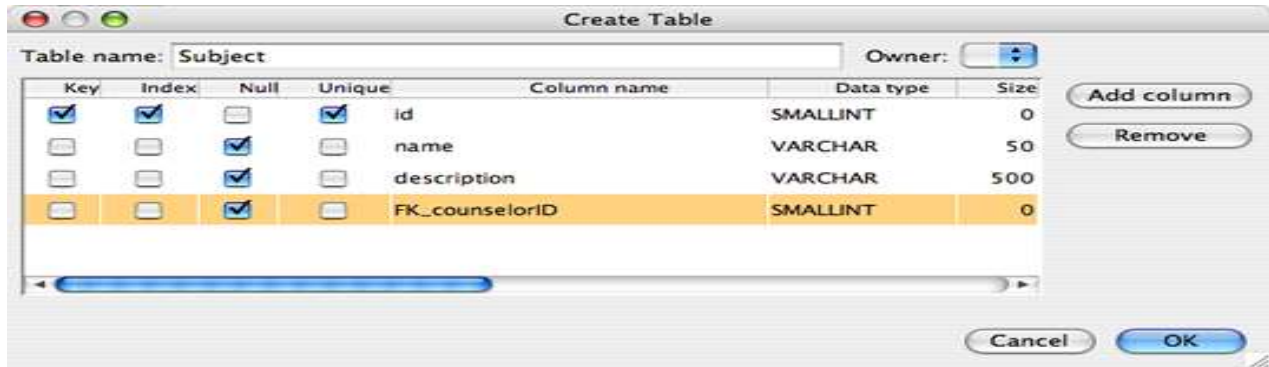 Create Table
Table name: Subject Owner:
Key Index Null Unique Column name Data type Size
id SMALLINT 0
name VARCHAR 50
description VARCHAR 500
FK_counselorID SMALLINT 0
Add column
Remove
Cancel OK